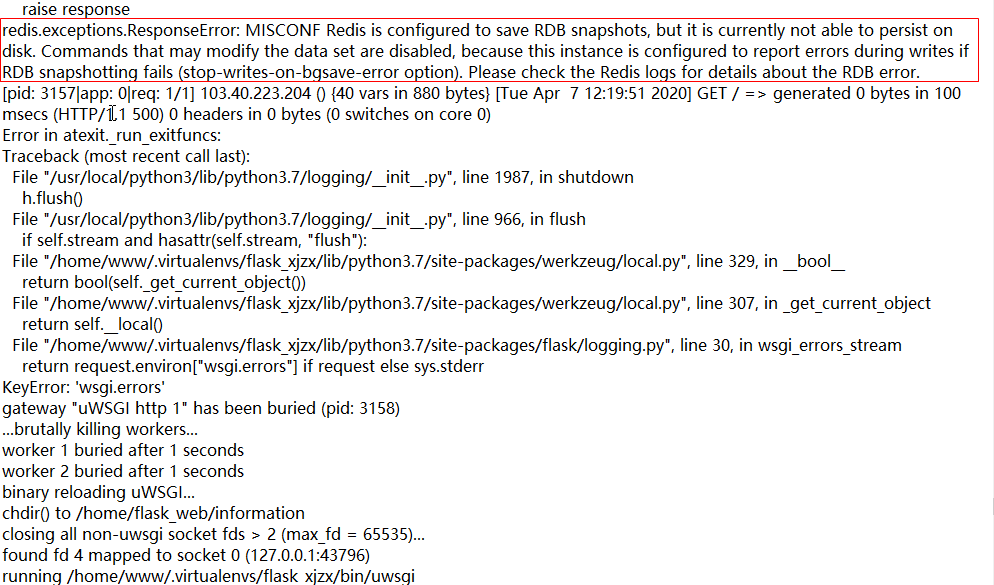 raise response
redis.exceptions.ResponseError: MISCONF Redis is configured to save RDB snapshots, but it is currently not able to persist on
disk. Commands that may modify the data set are disabled, because this instance is configured to report errors during writes if
RDB snapshotting fails (stop-writes-on-bgsave-error option). Please check the Redis logs for details about the RDB error.
[pid: 3157|app: 0|req: 1/1] 103.40.223.204 () {40 vars in 880 bytes} [Tue Apr  7 12:19:51 2020] GET / => generated 0 bytes in 100
msecs (HTTP/1.1 500) 0 headers in 0 bytes (0 switches on core 0)
Error in atexit._run_exitfuncs:
Traceback (most recent call last):
File "/usr/local/python3/lib/python3.7/logging/__init__.py", line 1987, in shutdown
h.flush()
File "/usr/local/python3/lib/python3.7/logging/__init__.py", line 966, in flush
if self.stream and hasattr(self.stream, "flush"):
File "/home/www/.virtualenvs/flask_xjzx/lib/python3.7/site-packages/werkzeug/local.py", line 329, in __bool__
return bool(self._get_current_object())
File "/home/www/.virtualenvs/flask_xjzx/lib/python3.7/site-packages/werkzeug/local.py", line 307, in _get_current_object
return self.__local()
File "/home/www/.virtualenvs/flask_xjzx/lib/python3.7/site-packages/flask/logging.py", line 30, in wsgi_errors_stream
return request.environ["wsgi.errors"] if request else sys.stderr
KeyError: 'wsgi.errors'
gateway "uWSGI http 1" has been buried (pid: 3158)
...brutally killing workers...
worker 1 buried after 1 seconds
worker 2 buried after 1 seconds
binary reloading uWSGI...
chdir() to /home/flask_web/information
closing all non-uwsgi socket fds > 2 (max_fd = 65535)...
found fd 4 mapped to socket 0 (127.0.0.1:43796)
running /home/www/.virtualenvs/flask_xjzx/bin/uwsgi